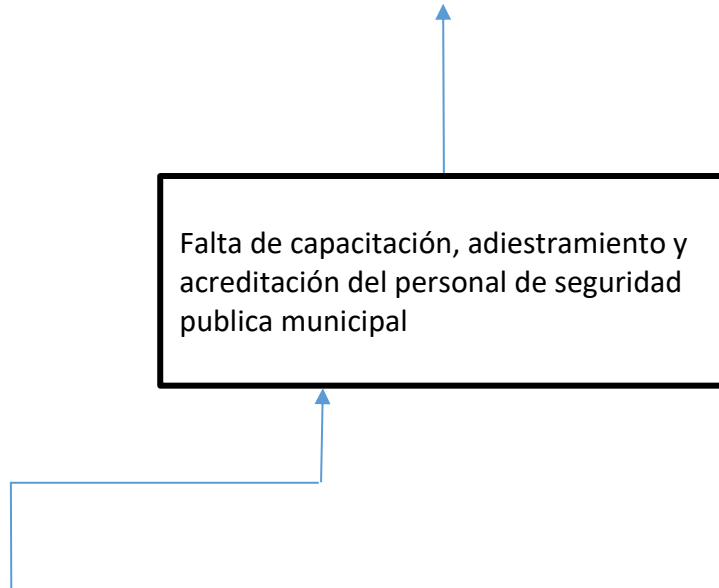 Falta de capacitación, adiestramiento y
acreditación del personal de seguridad
publica municipal